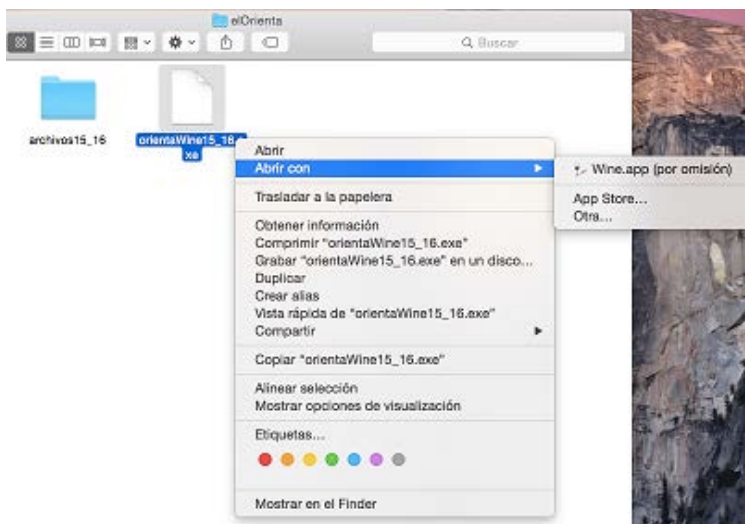 elOrienta
Buscar
archivos15_16
orientaWine15_16.e
xe
Abrir
Abrir con
Wine.app (por omisión)
App Store...
Otra...
Trasladar a la papelera
Obtener información
Comprimir "orientaWine15_16.exe"
Grabar "orientaWine15_16.exe" en un disco...
Duplicar
Crear alias
Vista rápida de "orientaWine15_16.exe"
Compartir
Copiar "orientaWine15_16.exe"
Alinear selección
Mostrar opciones de visualización
Etiquetas...
Mostrar en el Finder